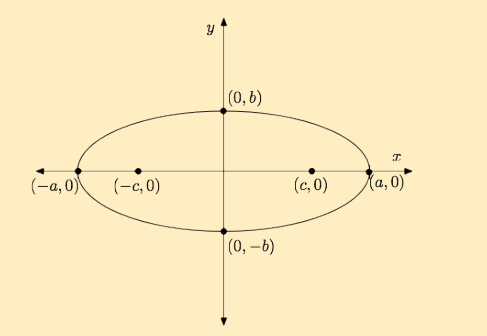 y
(0, b)
x
(−a, 0)
(−c, 0)
(c, 0)
(a, 0)
(0, −b)